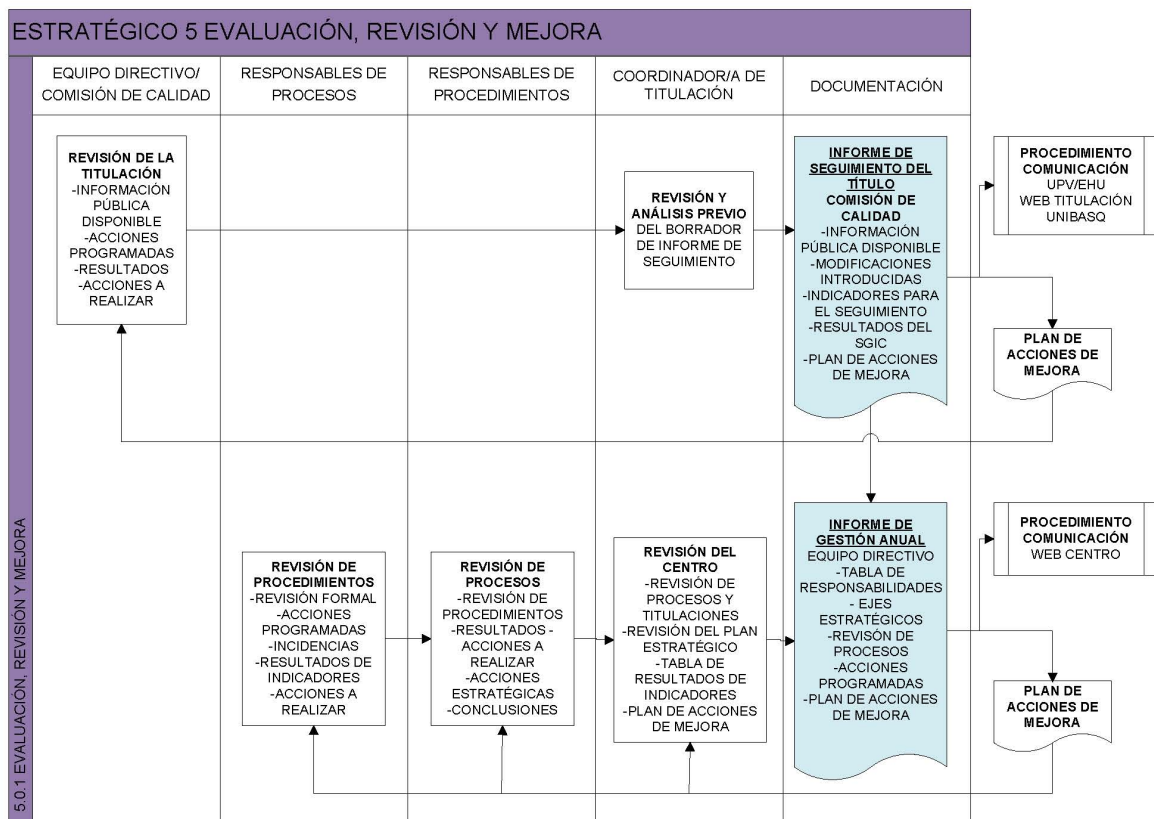 ESTRATÉGICO 5 EVALUACIÓN, REVISIÓN Y MEJORA
5.0.1 EVALUACIÓN, REVISIÓN Y MEJORA
EQUIPO DIRECTIVO/
COMISIÓN DE CALIDAD
RESPONSABLES DE
PROCESOS
RESPONSABLES DE
PROCEDIMIENTOS
COORDINADOR/A DE
TITULACIÓN
DOCUMENTACIÓN
REVISIÓN DE LA
TITULACIÓN
-INFORMACIÓN
PÚBLICA
DISPONIBLE
-ACCIONES
PROGRAMADAS
-RESULTADOS
-ACCIONES A
REALIZAR
REVISIÓN Y
ANÁLISIS PREVIO
DEL BORRADOR
DE INFORME DE
SEGUIMIENTO
INFORME DE
SEGUIMIENTO DEL
TÍTULO
COMISIÓN DE
CALIDAD
-INFORMACIÓN
PÚBLICA DISPONIBLE
-MODIFICACIONES
INTRODUCIDAS
-INDICADORES PARA
EL SEGUIMIENTO
-RESULTADOS DEL
SGIC
-PLAN DE ACCIONES
DE MEJORA
PROCEDIMIENTO
COMUNICACIÓN
UPV/EHU
WEB TITULACIÓN
UNIBASQ
PLAN DE
ACCIONES DE
MEJORA
REVISIÓN DE
PROCEDIMIENTOS
-REVISIÓN FORMAL
-ACCIONES
PROGRAMADAS
-INCIDENCIAS
-RESULTADOS DE
INDICADORES
-ACCIONES A
REALIZAR
REVISIÓN DE
PROCESOS
-REVISIÓN DE
PROCEDIMIENTOS
-RESULTADOS -
ACCIONES A
REALIZAR
-ACCIONES
ESTRATÉGICAS
-CONCLUSIONES
REVISIÓN DEL
CENTRO
-REVISIÓN DE
PROCESOS Y
TITULACIONES
-REVISIÓN DEL PLAN
ESTRATÉGICO
-TABLA DE
RESULTADOS DE
INDICADORES
-PLAN DE ACCIONES
DE MEJORA
INFORME DE
GESTIÓN ANUAL
EQUIPO DIRECTIVO
-TABLA DE
RESPONSABILIDADES
- EJES
ESTRATÉGICOS
-REVISÓN DE
PROCESOS
-ACCIONES
PROGRAMADAS
-PLAN DE ACCIONES
DE MEJORA
PROCEDIMIENTO
COMUNICACIÓN
WEB CENTRO
PLAN DE
ACCIONES DE
MEJORA